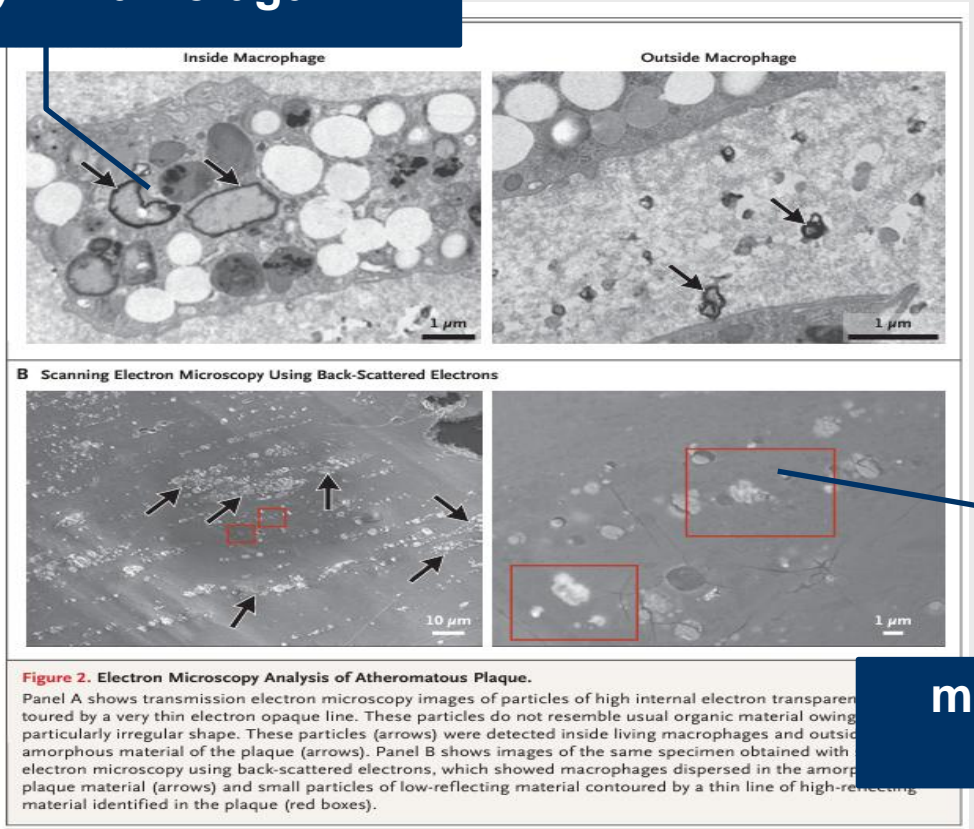 Inside Macrophage
Outside Macrophage
1 μm
1 μm
B Scanning Electron Microscopy Using Back-Scattered Electrons
10 μm
1 μm
Figure 2. Electron Microscopy Analysis of Atheromatous Plaque.
Panel A shows transmission electron microscopy images of particles of high internal electron
toured by a very thin electron opaque line. These particles do not resemble usual organic material owing
particularly irregular shape. These particles (arrows) were detected inside living macrophages and
amorphous material of the plaque (arrows). Panel B shows images of the same specimen obtained with
electron microscopy using back-scattered electrons, which showed macrophages dispersed in the
plaque material (arrows) and small particles of low-reflecting material contoured by a thin line of
material identified in the plaque (red boxes).
m